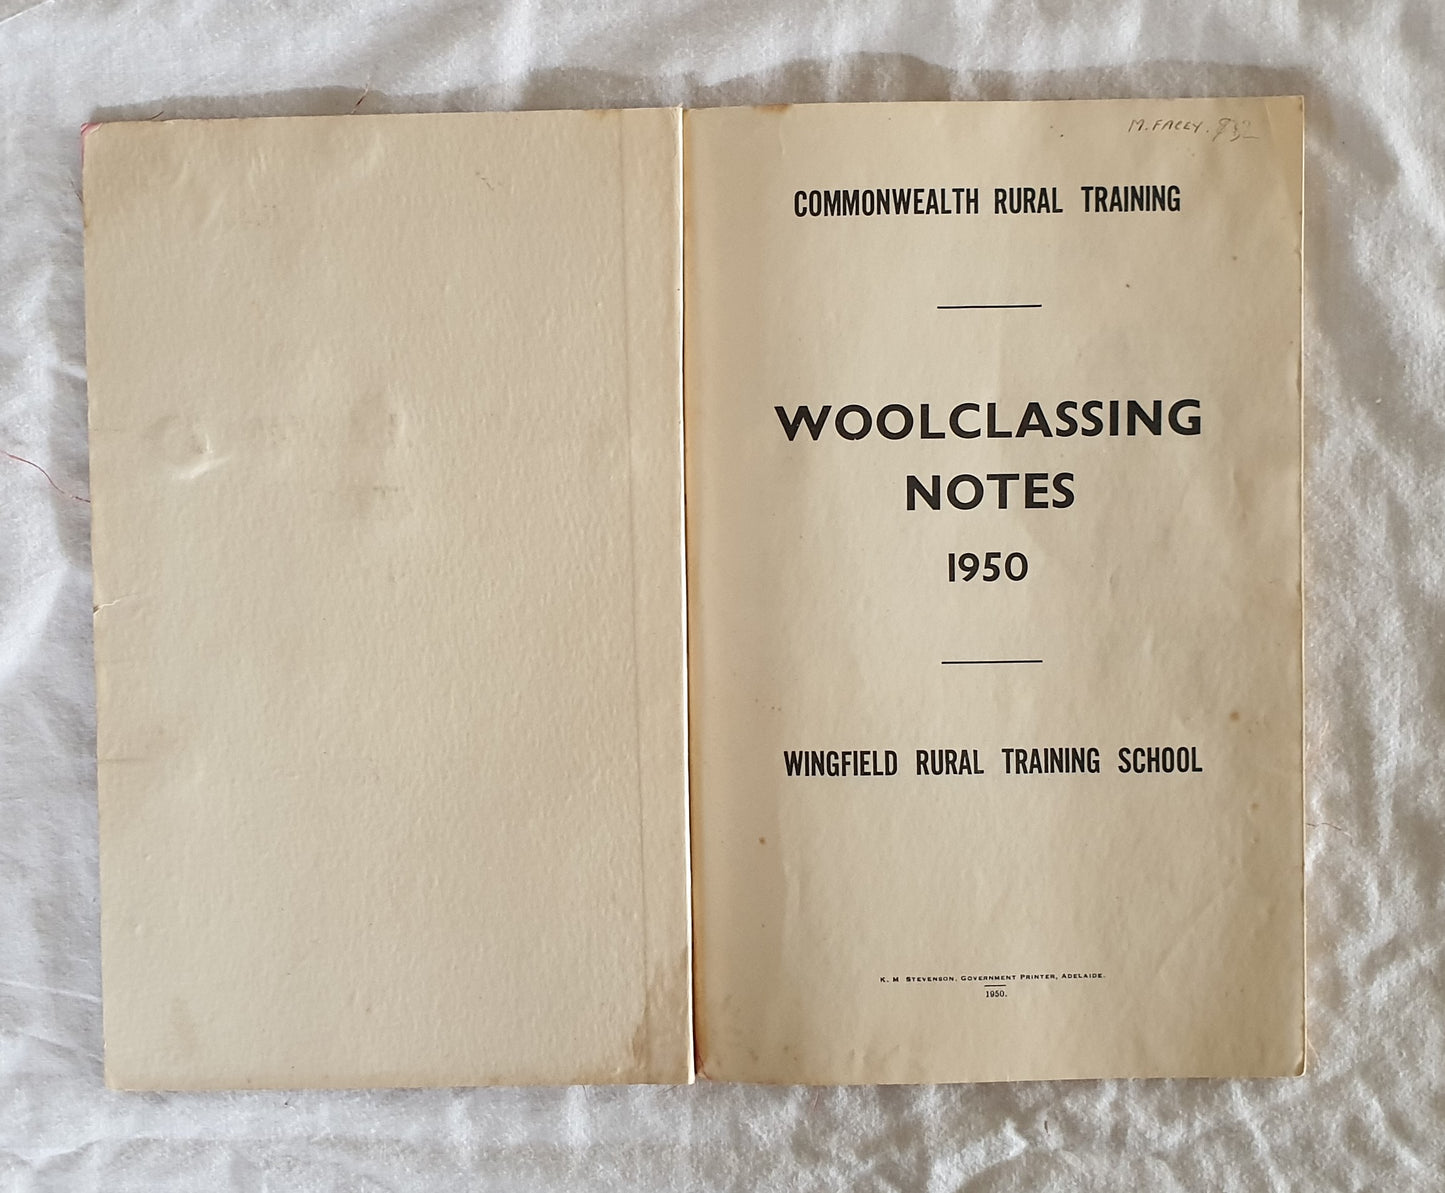 M. FACEY.
COMMONWEALTH RURAL TRAINING
WOOLCLASSING
NOTES
1950
WINGFIELD RURAL TRAINING SCHOOL
K. M STEVENSON, GOVERNMENT PRINTER, ADELAIDE.
1950.